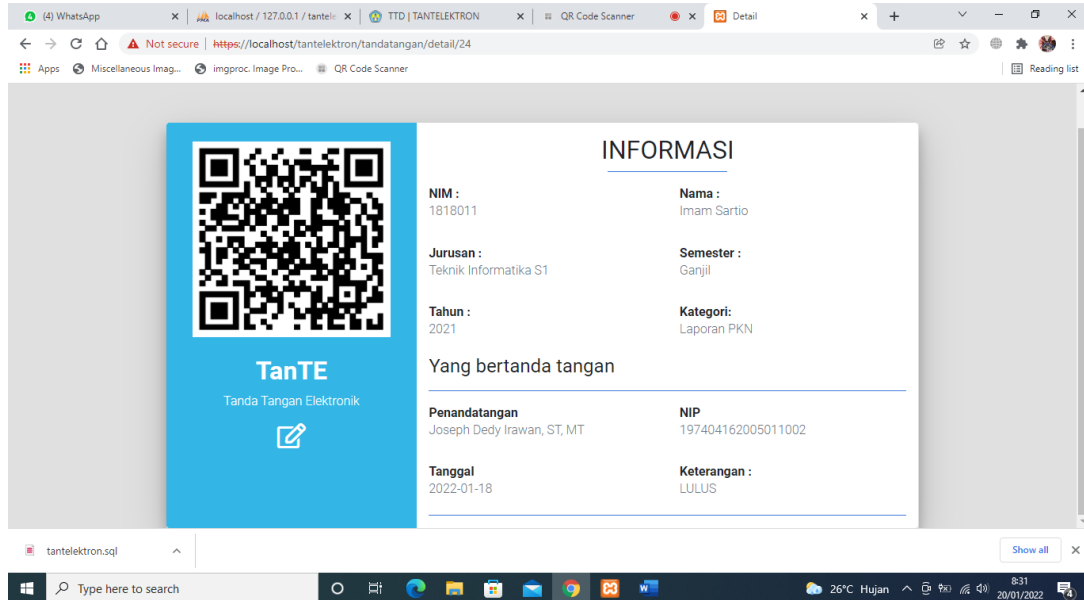 (4) WhatsApp
localhost / 127.0.0.1 / tantele
TTD | TANTELEKTRON
QR Code Scanner
Detail
Not secure | https://localhost/tantelektron/tandatangan/detail/24
Apps
Miscellaneous Imag...
imgproc. Image Pro...
QR Code Scanner
Reading list
INFORMASI
NIM : Nama :
1818011 Imam Sartio
Jurusan : Semester :
Teknik Informatika S1 Ganjil
Tahun : Kategori:
2021 Laporan PKN
TanTE
Tanda Tangan Elektronik
Yang bertanda tangan
Penandatangan NIP
Joseph Dedy Irawan, ST, MT 197404162005011002
Tanggal Keterangan :
2022-01-18 LULUS
tantelektron.sql
Show all
Type here to search
26°C Hujan
8:31
20/01/2022